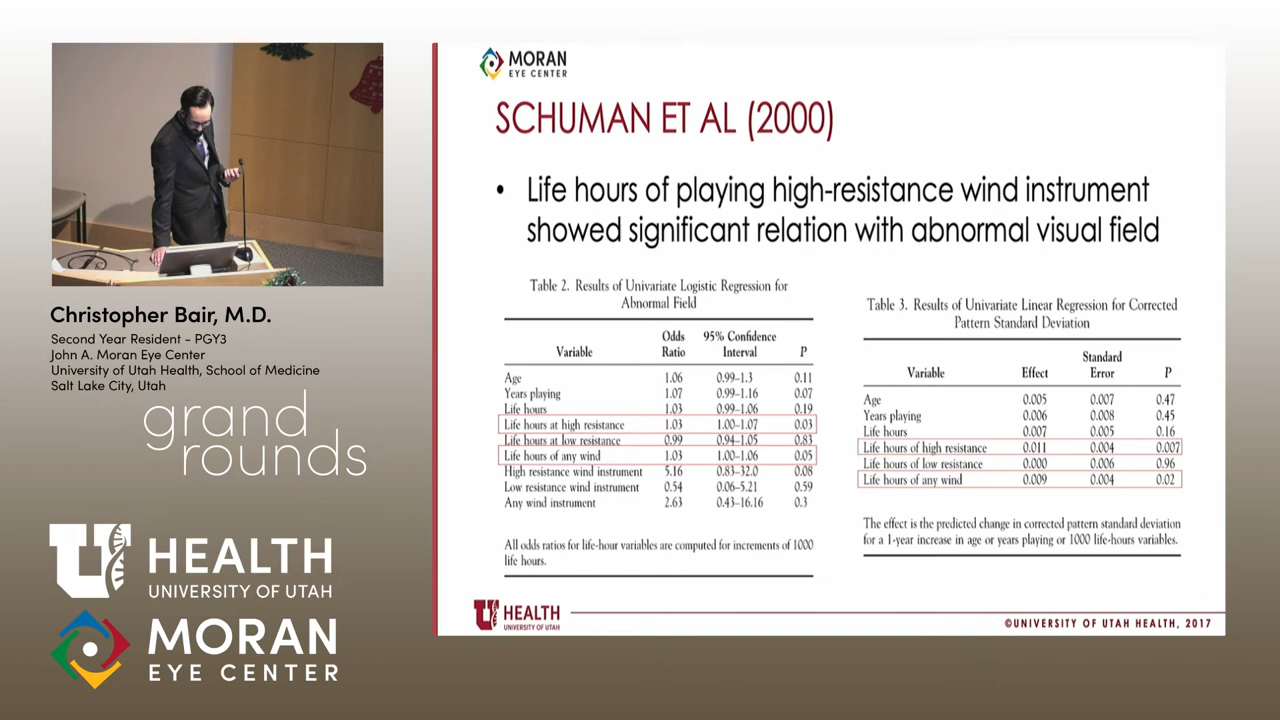 MORAN
EYE CENTER
SCHUMAN ET AL (2000)
• Life hours of playing high-resistance wind instrument
showed significant relation with abnormal visual field
Table 2. Results of Univariate Logistic Regression for
Abnormal Field
Variable Odds Ratio 95% Confidence Interval P
Age 1.06 0.99–1.3 0.11
Years playing 1.07 0.99–1.16 0.07
Life hours 1.03 0.99–1.06 0.19
Life hours at high resistance 1.03 1.00–1.07 0.03
Life hours at low resistance 0.99 0.94–1.05 0.83
Life hours of any wind 1.03 1.00–1.06 0.05
High resistance wind instrument 5.16 0.83–32.0 0.08
Low resistance wind instrument 0.54 0.06–5.21 0.59
Any wind instrument 2.63 0.43–16.16 0.3
All odds ratios for life-hour variables are computed for increments of 1000
life hours.
Table 3. Results of Univariate Linear Regression for Corrected
Pattern Standard Deviation
Variable Effect Standard Error P
Age 0.005 0.007 0.47
Years playing 0.006 0.008 0.45
Life hours 0.007 0.005 0.16
Life hours of high resistance 0.011 0.004 0.007
Life hours of low resistance 0.000 0.006 0.96
Life hours of any wind 0.009 0.004 0.02
The effect is the predicted change in corrected pattern standard deviation
for a 1-year increase in age or years playing or 1000 life-hours variables.
U HEALTH
UNIVERSITY OF UTAH
©UNIVERSITY OF UTAH HEALTH, 2017
Christopher Bair, M.D.
Second Year Resident - PGY3
John A. Moran Eye Center
University of Utah Health, School of Medicine
Salt Lake City, Utah
grand
rounds
U HEALTH
UNIVERSITY OF UTAH
MORAN
EYE CENTER